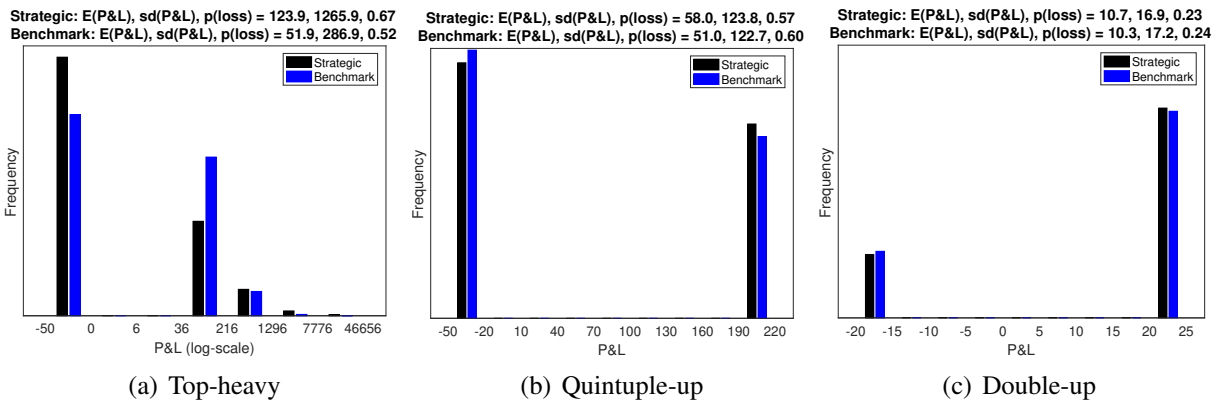 Strategic: E(P&L), sd(P&L), p(loss) = 123.9, 1265.9, 0.67
Benchmark: E(P&L), sd(P&L), p(loss) = 51.9, 286.9, 0.52
Strategic
Benchmark
Frequency
-50 0 6 36 216 1296 7776 46656
P&L (log-scale)
(a) Top-heavy
Strategic: E(P&L), sd(P&L), p(loss) = 58.0, 123.8, 0.57
Benchmark: E(P&L), sd(P&L), p(loss) = 51.0, 122.7, 0.60
Strategic
Benchmark
Frequency
-50 -20 10 40 70 100 130 160 190 220
P&L
(b) Quintuple-up
Strategic: E(P&L), sd(P&L), p(loss) = 10.7, 16.9, 0.23
Benchmark: E(P&L), sd(P&L), p(loss) = 10.3, 17.2, 0.24
Strategic
Benchmark
Frequency
-20 -15 -10 -5 0 5 10 15 20 25
P&L
(c) Double-up